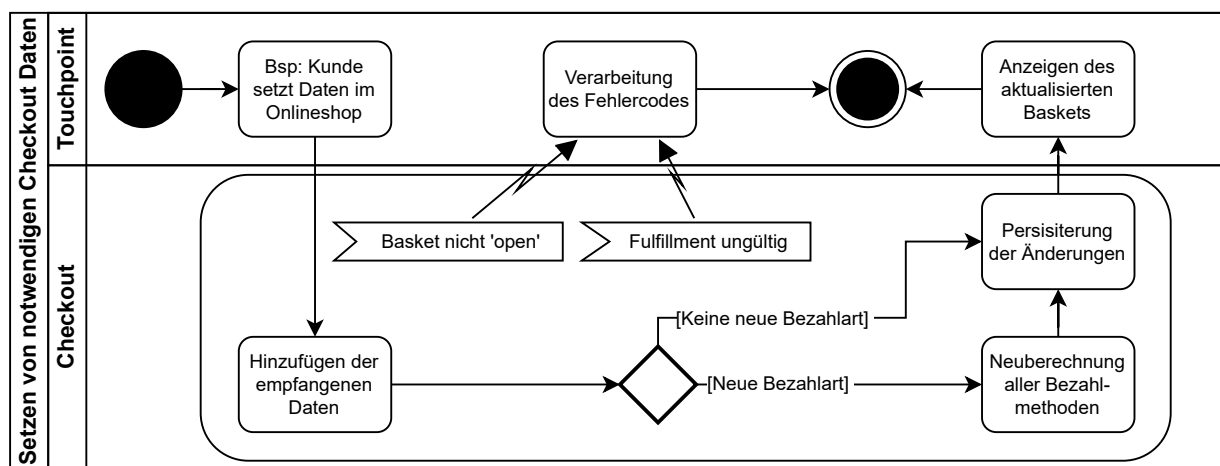 Setzen von notwendigen Checkout Daten
Touchpoint
Bsp: Kunde
setzt Daten im
Onlineshop
Verarbeitung
des Fehlercodes
Anzeigen des
aktualisierten
Baskets
Checkout
Basket nicht 'open'
Fulfillment ungültig
Persisiterung
der Änderungen
[Keine neue Bezahlart]
Hinzufügen der
empfangenen
Daten
[Neue Bezahlart]
Neuberechnung
aller Bezahl-
methoden